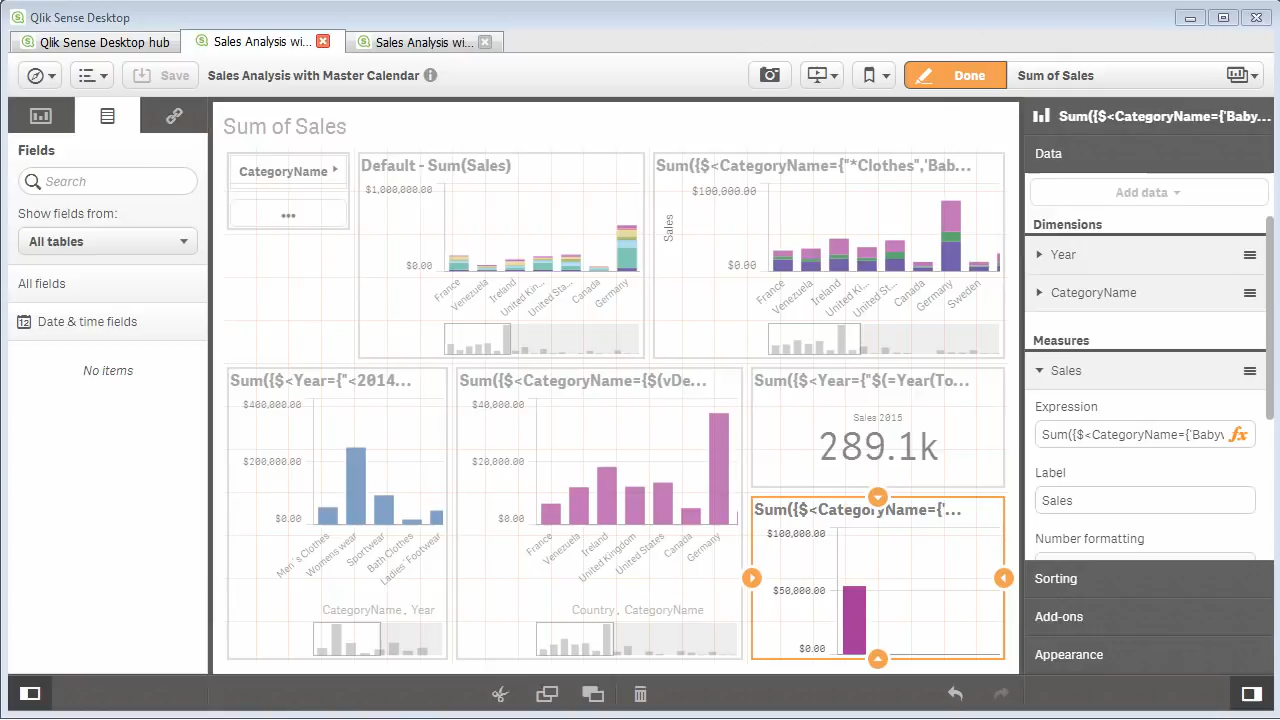 Qlik Sense Desktop
Qlik Sense Desktop hub
Sales Analysis wi...
Sales Analysis wi...
Save
Sales Analysis with Master Calendar
Done
Sum of Sales
Fields
Search
Show fields from:
All tables
All fields
Date & time fields
No items
Sum of Sales
CategoryName
•••
Default - Sum(Sales)
$1,000,000.00
$0.00
France
Venezuela
Ireland
United Kin...
United Sta...
Canada
Germany
Sum({$<CategoryName={"*Clothes",'Bab...
$100,000.00
Sales
$0.00
France
Venezuela
Ireland
United Ki...
United St...
Canada
Germany
Sweden
Sum({$<Year={"<2014...
$400,000.00
$200,000.00
$0.00
Men´s Clothes
Womens wear
Sportwear
Bath Clothes
Ladies´Footwear
CategoryName, Year
Sum({$<CategoryName={$(vDe...
$40,000.00
$20,000.00
$0.00
France
Venezuela
Ireland
United Kingdom
United States
Canada
Germany
Country, CategoryName
Sum({$<Year={"$(=Year(To...
Sales 2015
289.1k
Sum({$<CategoryName={'...
$100,000.00
$50,000.00
$0.00
Sum({$<CategoryName={'Baby...
Data
Add data
Dimensions
Year
CategoryName
Measures
Sales
Expression
Sum({$<CategoryName={'Baby
fx
Label
Sales
Number formatting
Sorting
Add-ons
Appearance